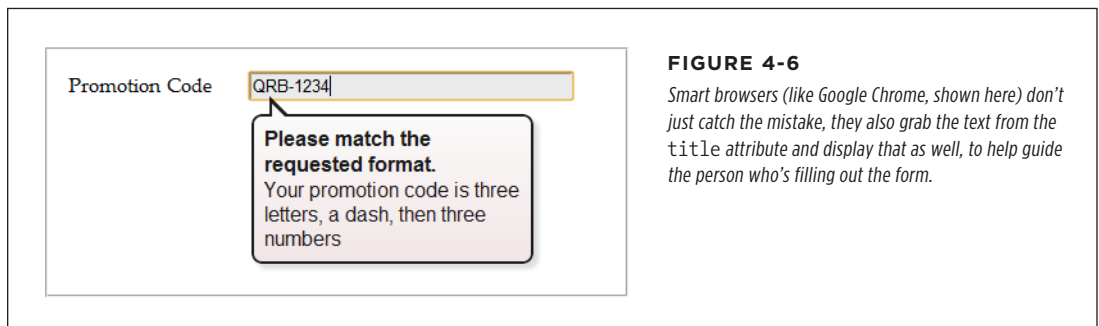 Promotion Code
QRB-1234
Please match the
requested format.
Your promotion code is three
letters, a dash, then three
numbers
FIGURE 4-6
Smart browsers (like Google Chrome, shown here) don't
just catch the mistake, they also grab the text from the
title attribute and display that as well, to help guide
the person who's filling out the form.